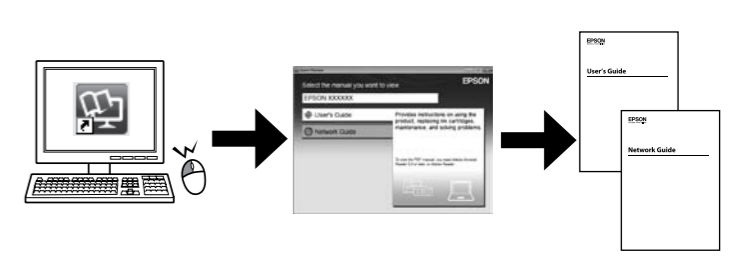 Select the manual you want to view
EPSON
EPSON XXXXXX
User's Guide
Network Guide
Provides instructions on using the
product, replacing ink cartridges,
maintenance, and solving problems.
EPSON
User's Guide
EPSON
Network Guide